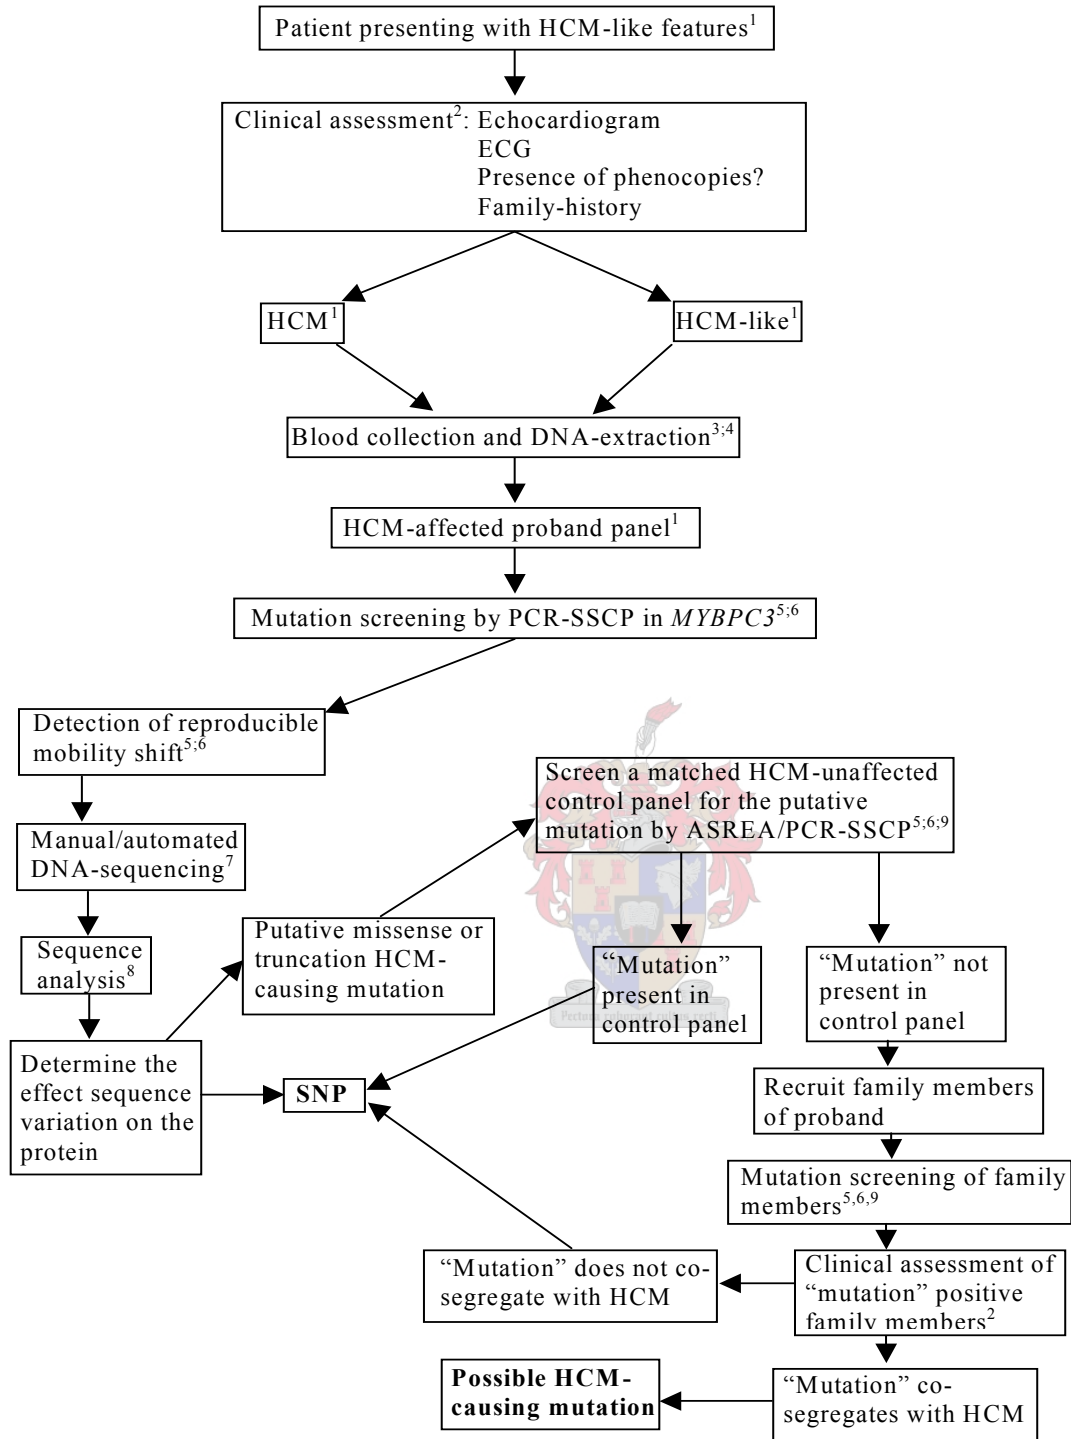 Patient presenting with HCM-like features1
Clinical assessment2: Echocardiogram
ECG
Presence of phenocopies?
Family-history
HCM1
HCM-like1
Blood collection and DNA-extraction3;4
HCM-affected proband panel1
Mutation screening by PCR-SSCP in MYBPC35;6
Detection of reproducible
mobility shift5;6
Manual/automated
DNA-sequencing7
Sequence
analysis8
Determine the
effect sequence
variation on the
protein
Putative missense or
truncation HCM-
causing mutation
SNP
Screen a matched HCM-unaffected
control panel for the putative
mutation by ASREA/PCR-SSCP5;6;9
“Mutation”
present in
control panel
“Mutation” not
present in
control panel
Pectora roborant cultus recti
Recruit family members
of proband
Mutation screening of family
members5,6,9
Clinical assessment of
“mutation” positive
family members2
“Mutation” does not co-
segregate with HCM
“Mutation” co-
segregates with HCM
Possible HCM-
causing mutation